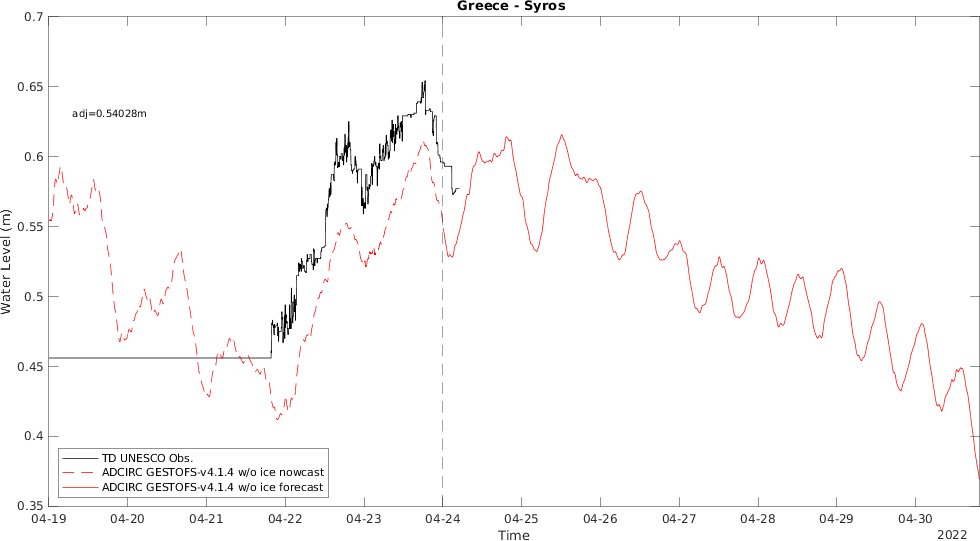 Greece - Syros
0.7
0.65
0.6
0.55
0.5
0.45
0.4
0.35
Water Level (m)
adj=0.54028m
TD UNESCO Obs.
ADCIRC GESTOFS-v4.1.4 w/o ice nowcast
ADCIRC GESTOFS-v4.1.4 w/o ice forecast
04-19 04-20 04-21 04-22 04-23 04-24 04-25 04-26 04-27 04-28 04-29 04-30
Time
2022